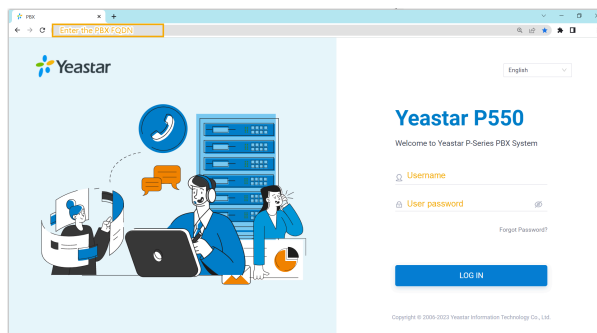 PBX
Enter the PBX FQDN
Yeastar
English
Yeastar P550
Welcome to Yeastar P-Series PBX System
Username
User password
Forgot Password?
LOG IN
Copyright © 2006-2023 Yeastar Information Technology Co., Ltd.